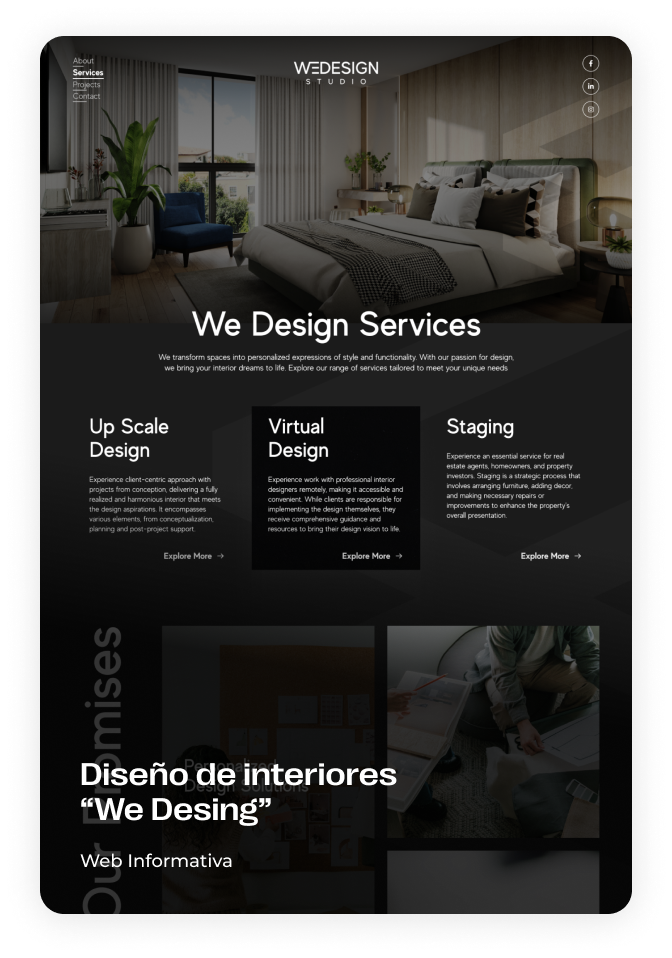 About
Services
Projects
Contact
WEDESIGN
STUDIO
We Design Services
We transform spaces into personalized expressions of style and functionality. With our passion for design,
we bring your interior dreams to life. Explore our range of services tailored to meet your unique needs
Up Scale
Design
Experience client-centric approach with
projects from conception, delivering a fully
realized and harmonious interior that meets
the design aspirations. It encompasses
various elements, from conceptualization,
planning and post-project support.
Explore More →
Virtual
Design
Experience work with professional interior
designers remotely, making it accessible and
convenient. While clients are responsible for
implementing the design themselves, they
receive comprehensive guidance and
resources to bring their design vision to life.
Explore More →
Staging
Experience an essential service for real
estate agents, homeowners, and property
investors. Staging is a strategic process that
involves arranging furniture, adding decor,
and making necessary repairs or
improvements to enhance the property's
overall presentation.
Explore More →
Our Promises
Personalized
Design Solutions
Diseño de interiores
“We Desing”
Web Informativa